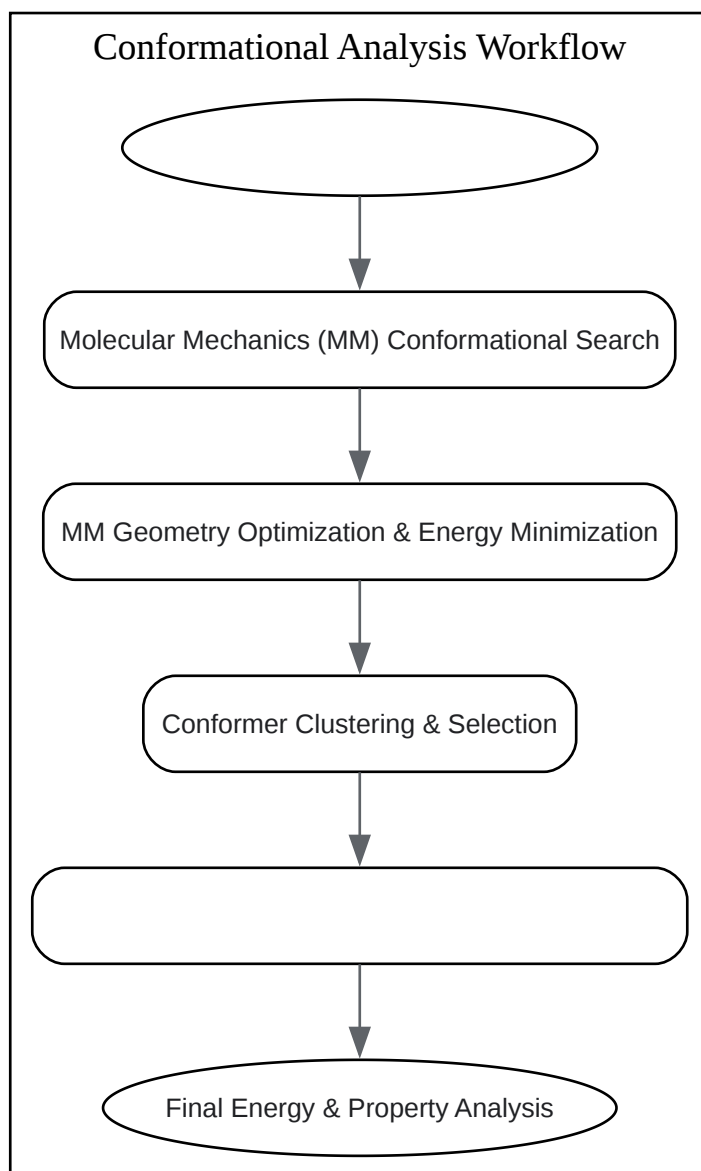 Conformational Analysis Workflow
Molecular Mechanics (MM) Conformational Search
MM Geometry Optimization & Energy Minimization
Conformer Clustering & Selection
Final Energy & Property Analysis